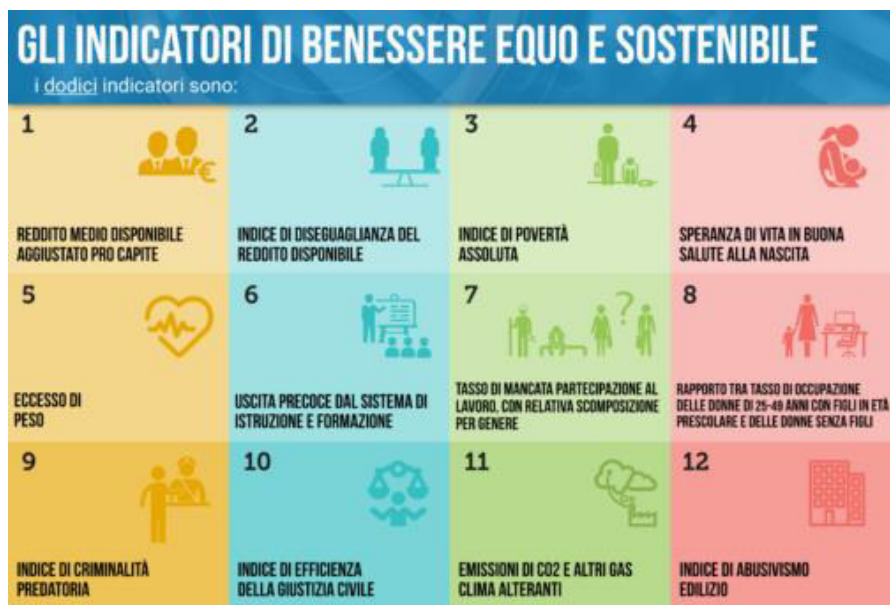 GLI INDICATORI DI BENESSERE EQUO E SOSTENIBILE
i dodici indicatori sono:
1
REDDITO MEDIO DISPONIBILE
AGGIUSTATO PRO CAPITE
2
INDICE DI DISEGUAGLIANZA DEL
REDDITO DISPONIBILE
3
INDICE DI POVERTÀ
ASSOLUTA
4
SPERANZA DI VITA IN BUONA
SALUTE ALLA NASCITA
5
ECCESSO DI
PESO
6
USCITA PRECOCE DAL SISTEMA DI
ISTRUZIONE E FORMAZIONE
7
TASSO DI MANCATA PARTECIPAZIONE AL
LAVORO, CON RELATIVA SCOMPOSIZIONE
PER GENERE
8
RAPPORTO TRA TASSO DI OCCUPAZIONE
DELLE DONNE DI 25-49 ANNI CON FIGLI IN ETÀ
PRESCOLARE E DELLE DONNE SENZA FIGLI
9
INDICE DI CRIMINALITÀ
PREDATORIA
10
INDICE DI EFFICIENZA
DELLA GIUSTIZIA CIVILE
11
EMISSIONI DI CO2 E ALTRI GAS
CLIMA ALTERANTI
12
INDICE DI ABUSIVISMO
EDILIZIO